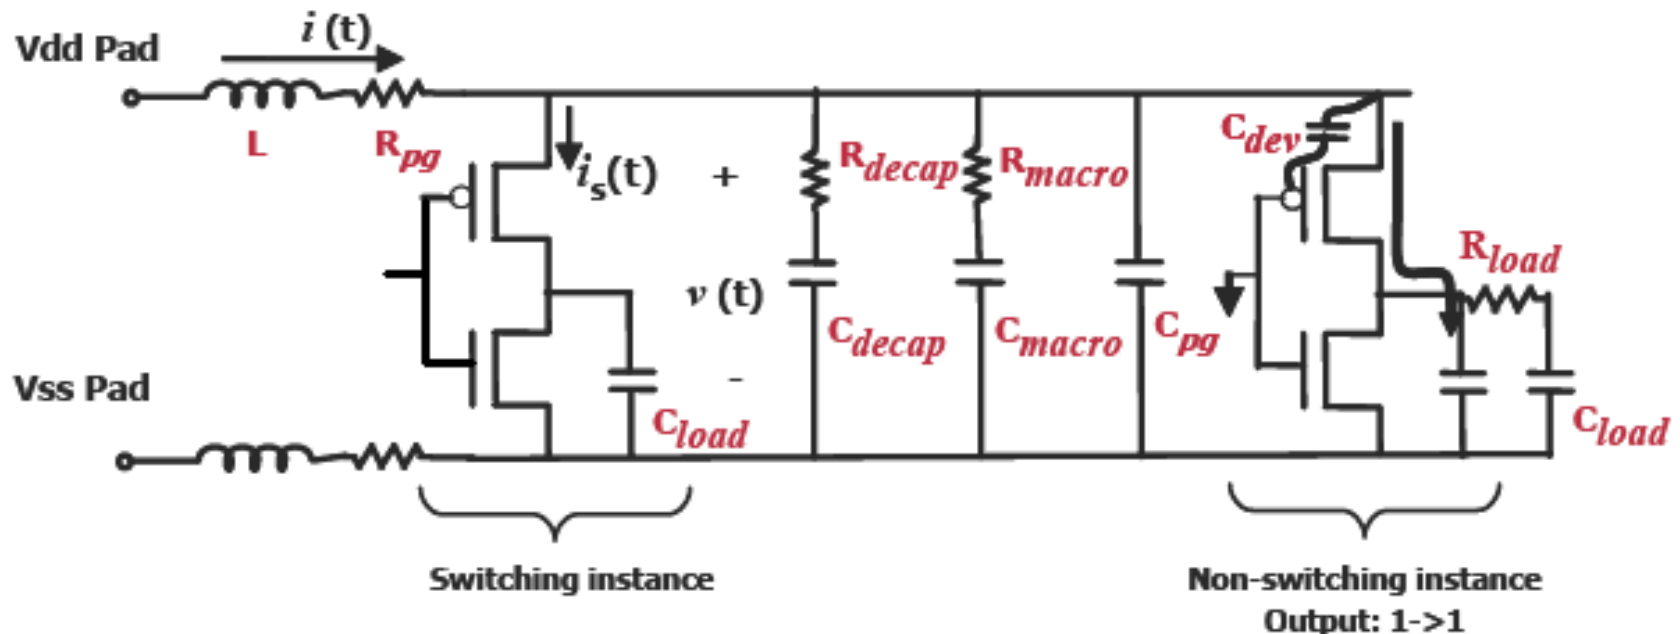 i (t)
Vdd Pad
L
Rpg
is(t)
+
Rdecap
Rmacro
Cdev
Rload
v (t)
Cdecap
Cmacro
Cpg
-
Vss Pad
Cload
Cload
Switching instance
Non-switching instance
Output: 1->1